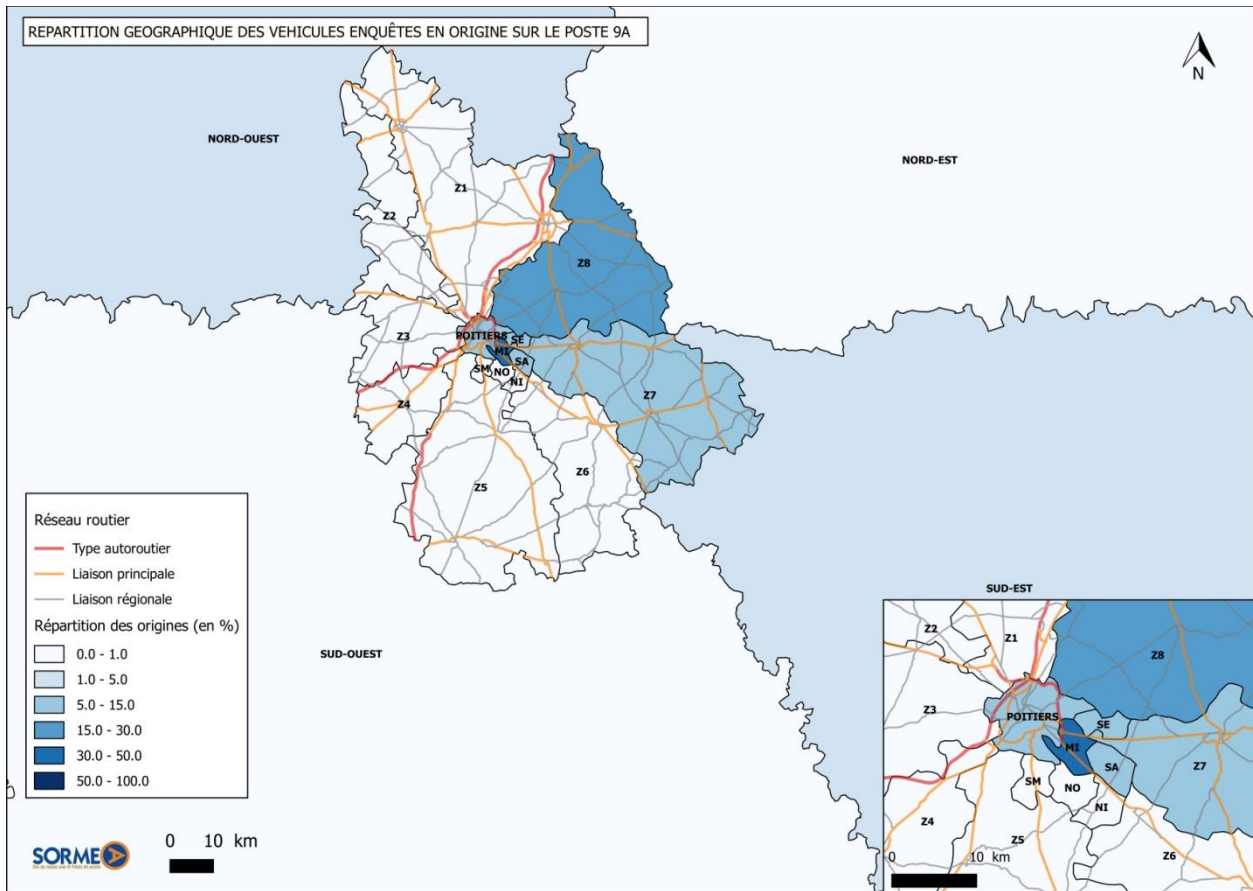 REPARTITION GEOGRAPHIQUE DES VEHICULES ENQUÊTES EN ORIGINE SUR LE POSTE 9A
N
NORD-OUEST
NORD-EST
Z1
Z2
Z8
Z3
POITIERS
SE
MI
SA
SM
NO
NI
Z4
Z7
Z5
Z6
SUD-OUEST
SUD-EST
Réseau routier
Type autoroutier
Liaison principale
Liaison régionale
Répartition des origines (en %)
0.0 - 1.0
1.0 - 5.0
5.0 - 15.0
15.0 - 30.0
30.0 - 50.0
50.0 - 100.0
SORMEA
0 10 km
Z2
Z1
Z8
Z3
POITIERS
SE
MI
SA
Z7
SM
NO
NI
Z4
Z5
Z6
0 10 km